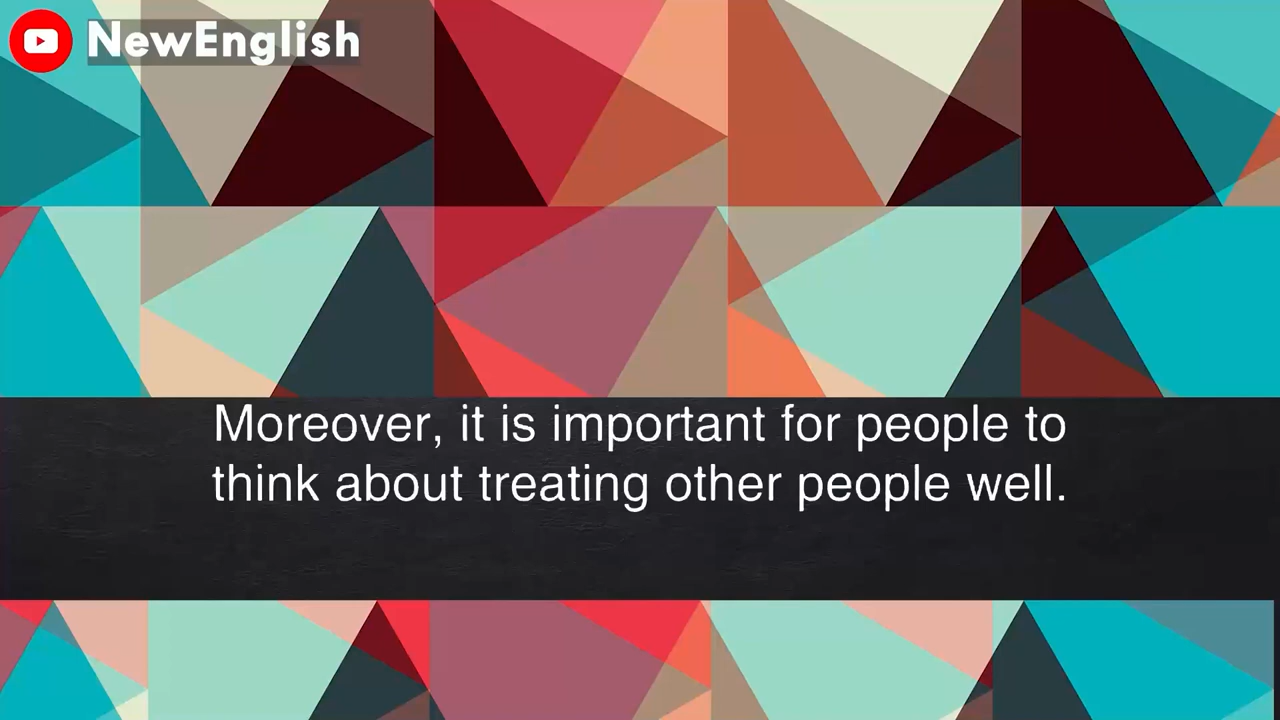 NewEnglish
Moreover, it is important for people to
think about treating other people well.